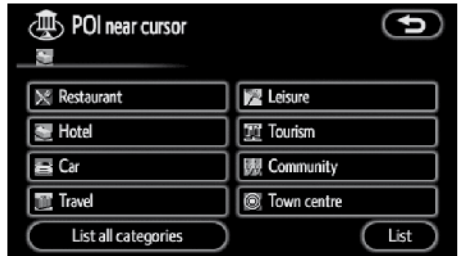 POI near cursor
Restaurant
Leisure
Hotel
Tourism
Car
Community
Travel
Town centre
List all categories
List